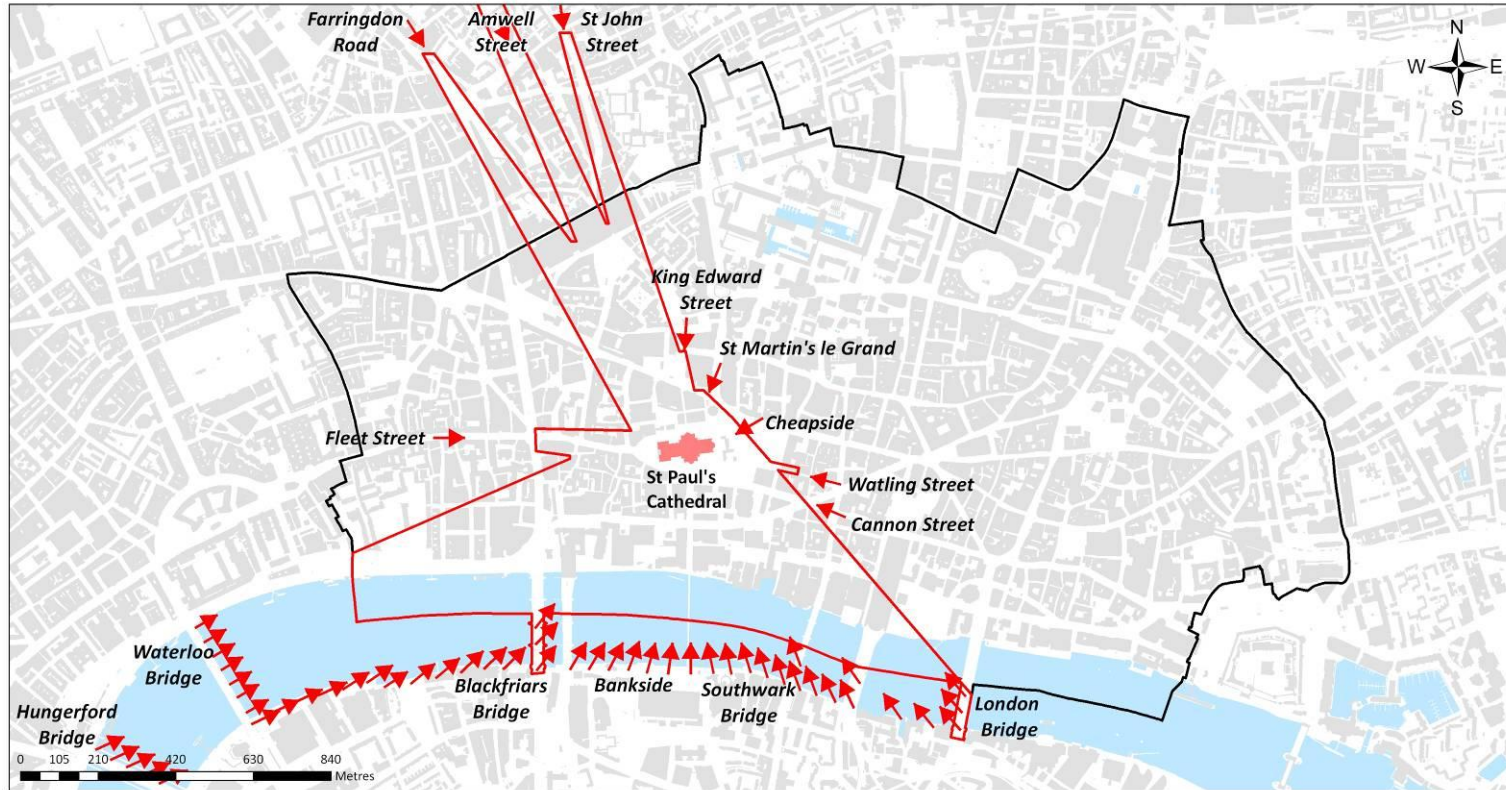 Farringdon
Road
Amwell
Street
St John
Street
N
W E
S
King Edward
Street
St Martin's le Grand
Cheapside
Fleet Street
St Paul's
Cathedral
Watling Street
Cannon Street
Waterloo
Bridge
Hungerford
Bridge
Blackfriars
Bridge
Bankside
Southwark
Bridge
London
Bridge
0 105 210 420 630 840
Metres